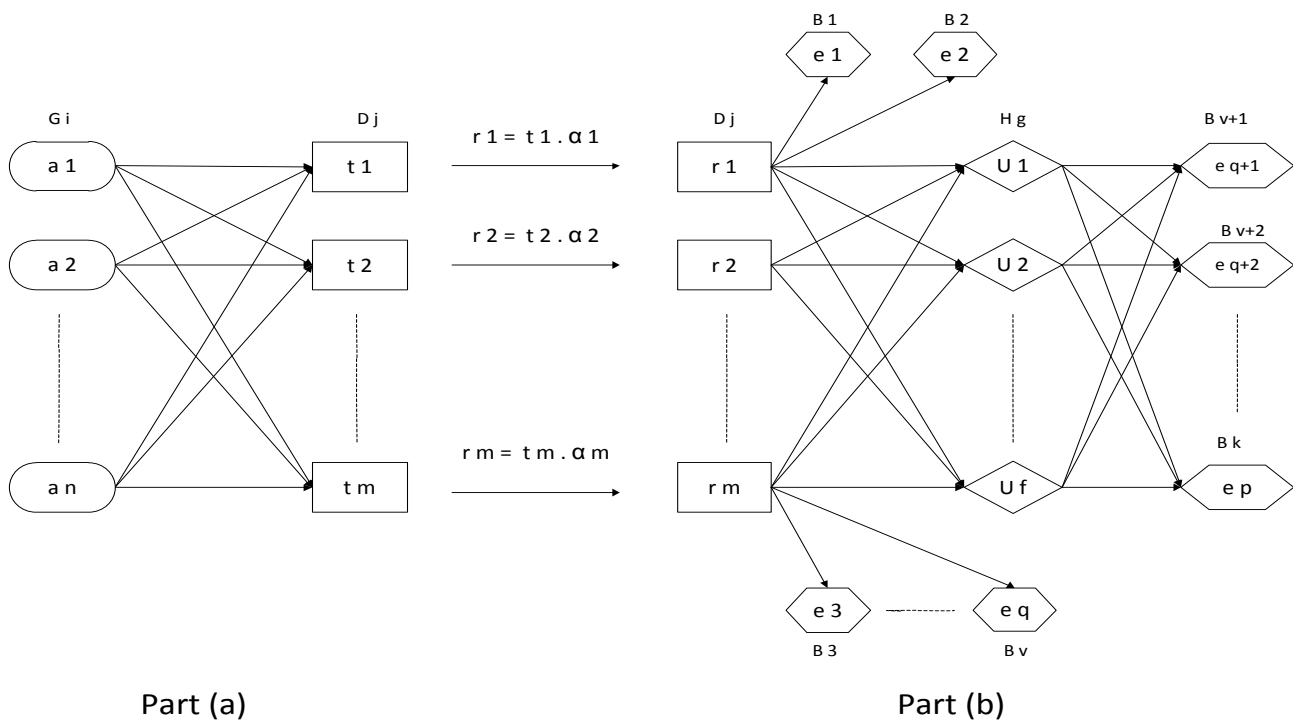 B 1 B 2
e 1 e 2
G i D j D j H g B v+1
r 1 = t 1 . α 1
a 1 t 1 r 1 U 1 e q+1
r 2 = t 2 . α 2 B v+2
a 2 t 2 r 2 U 2 e q+2
r m = t m . α m B k
a n t m r m U f e p
e 3 e q
B 3 B v
Part (a) Part (b)